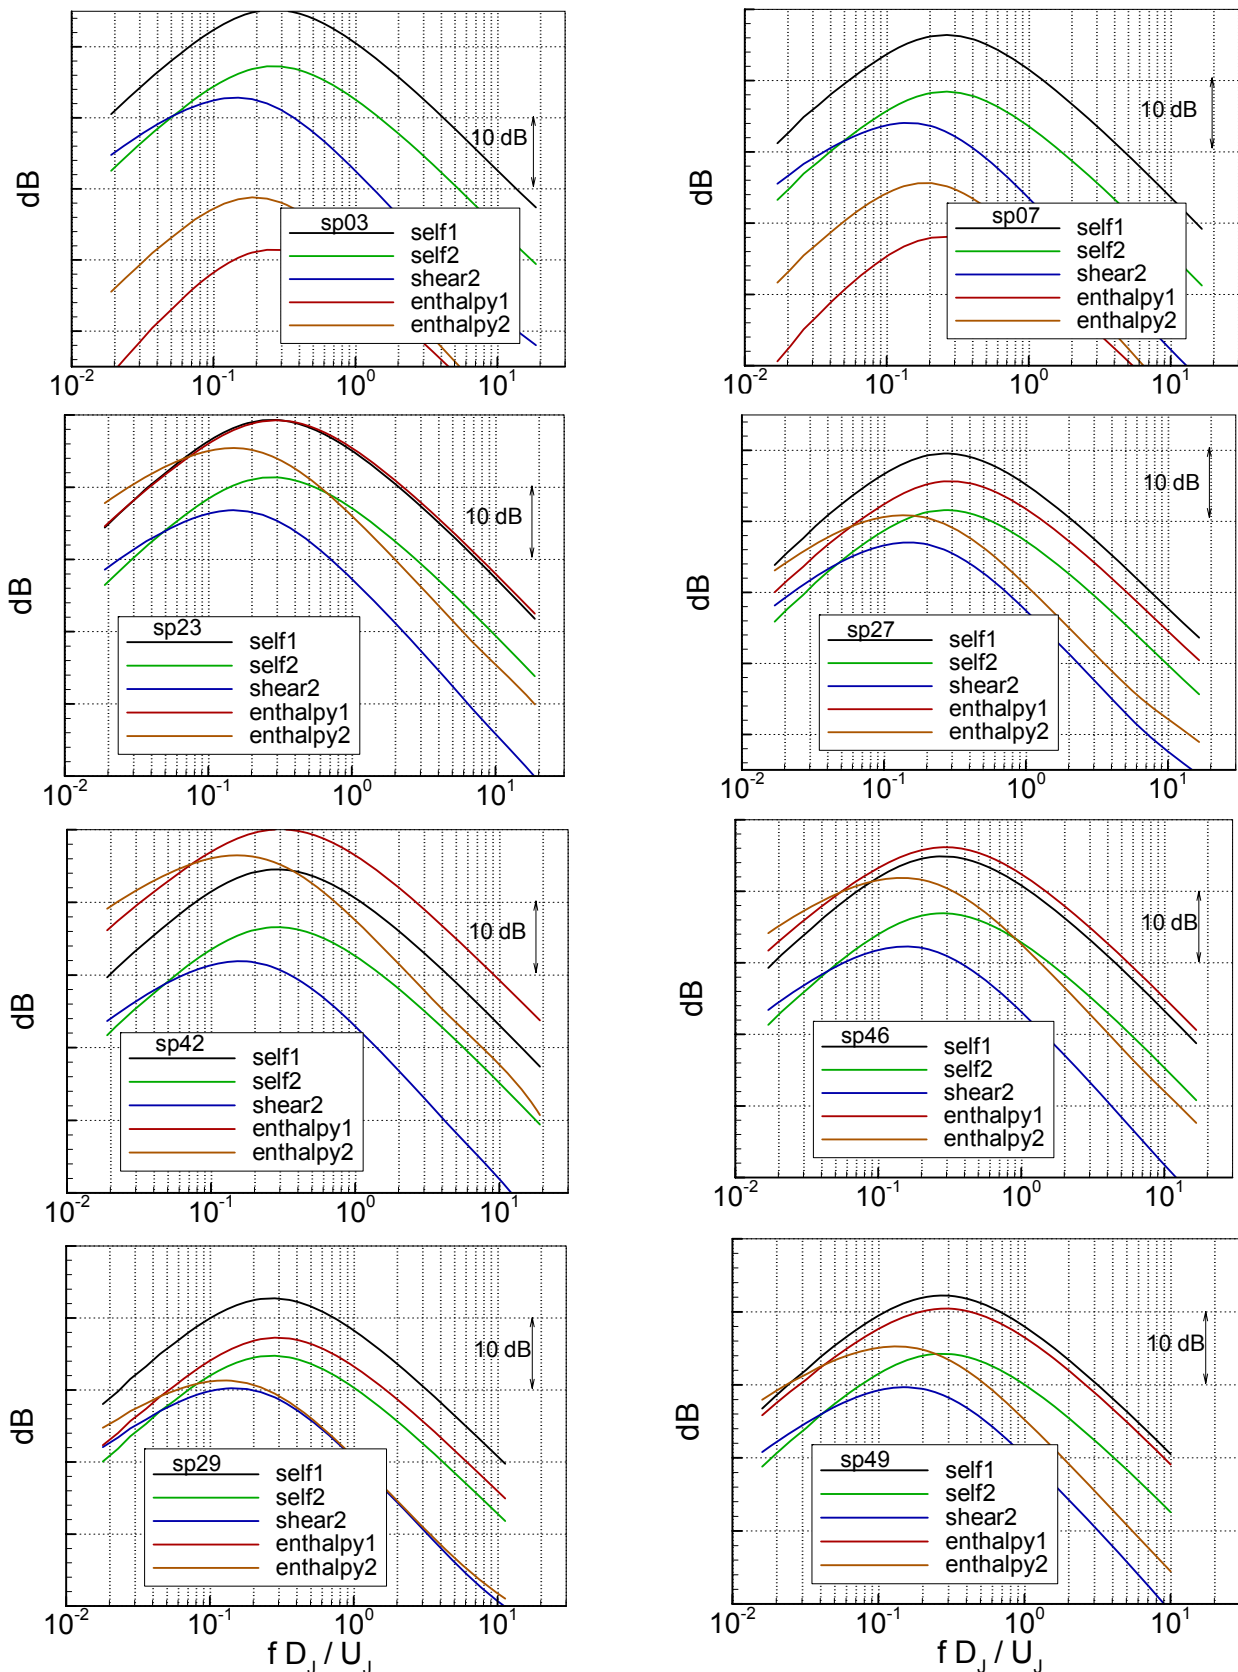 dB
10 dB
sp03
self1
self2
shear2
enthalpy1
enthalpy2
10^-2 10^-1 10^0 10^1
dB
10 dB
sp07
self1
self2
shear2
enthalpy1
enthalpy2
10^-2 10^-1 10^0 10^1
dB
10 dB
sp23
self1
self2
shear2
enthalpy1
enthalpy2
10^-2 10^-1 10^0 10^1
dB
10 dB
sp27
self1
self2
shear2
enthalpy1
enthalpy2
10^-2 10^-1 10^0 10^1
dB
10 dB
sp42
self1
self2
shear2
enthalpy1
enthalpy2
10^-2 10^-1 10^0 10^1
dB
10 dB
sp46
self1
self2
shear2
enthalpy1
enthalpy2
10^-2 10^-1 10^0 10^1
dB
10 dB
sp29
self1
self2
shear2
enthalpy1
enthalpy2
10^-2 10^-1 10^0 10^1
f D_J / U_J
dB
10 dB
sp49
self1
self2
shear2
enthalpy1
enthalpy2
10^-2 10^-1 10^0 10^1
f D_J / U_J